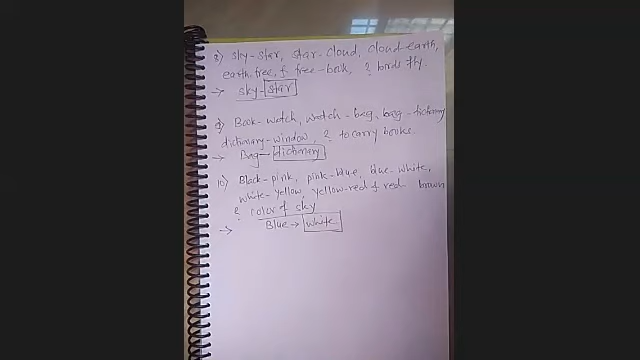 8) Sky-star, star-cloud, cloud-earth,
earth-tree, & tree-book, ? birds fly.
→ sky- star
9) Book-watch, watch-bag, bag-dictionary
dictionary-window, ? to carry books.
→ Bag- dictionary
10) Black-pink, pink-blue, blue-white,
white-yellow, yellow-red & red- brown
? color of sky
→ Blue → white